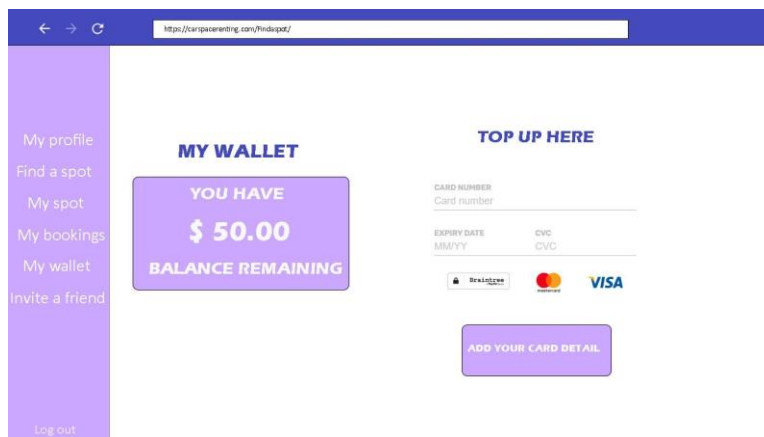 https://carspacerenting.com/Findaspot/
My profile
Find a spot
My spot
My bookings
My wallet
Invite a friend
Log out
MY WALLET
YOU HAVE
$ 50.00
BALANCE REMAINING
TOP UP HERE
CARD NUMBER
Card number
EXPIRY DATE CVC
MM/YY CVC
Braintree
mastercard
VISA
ADD YOUR CARD DETAIL